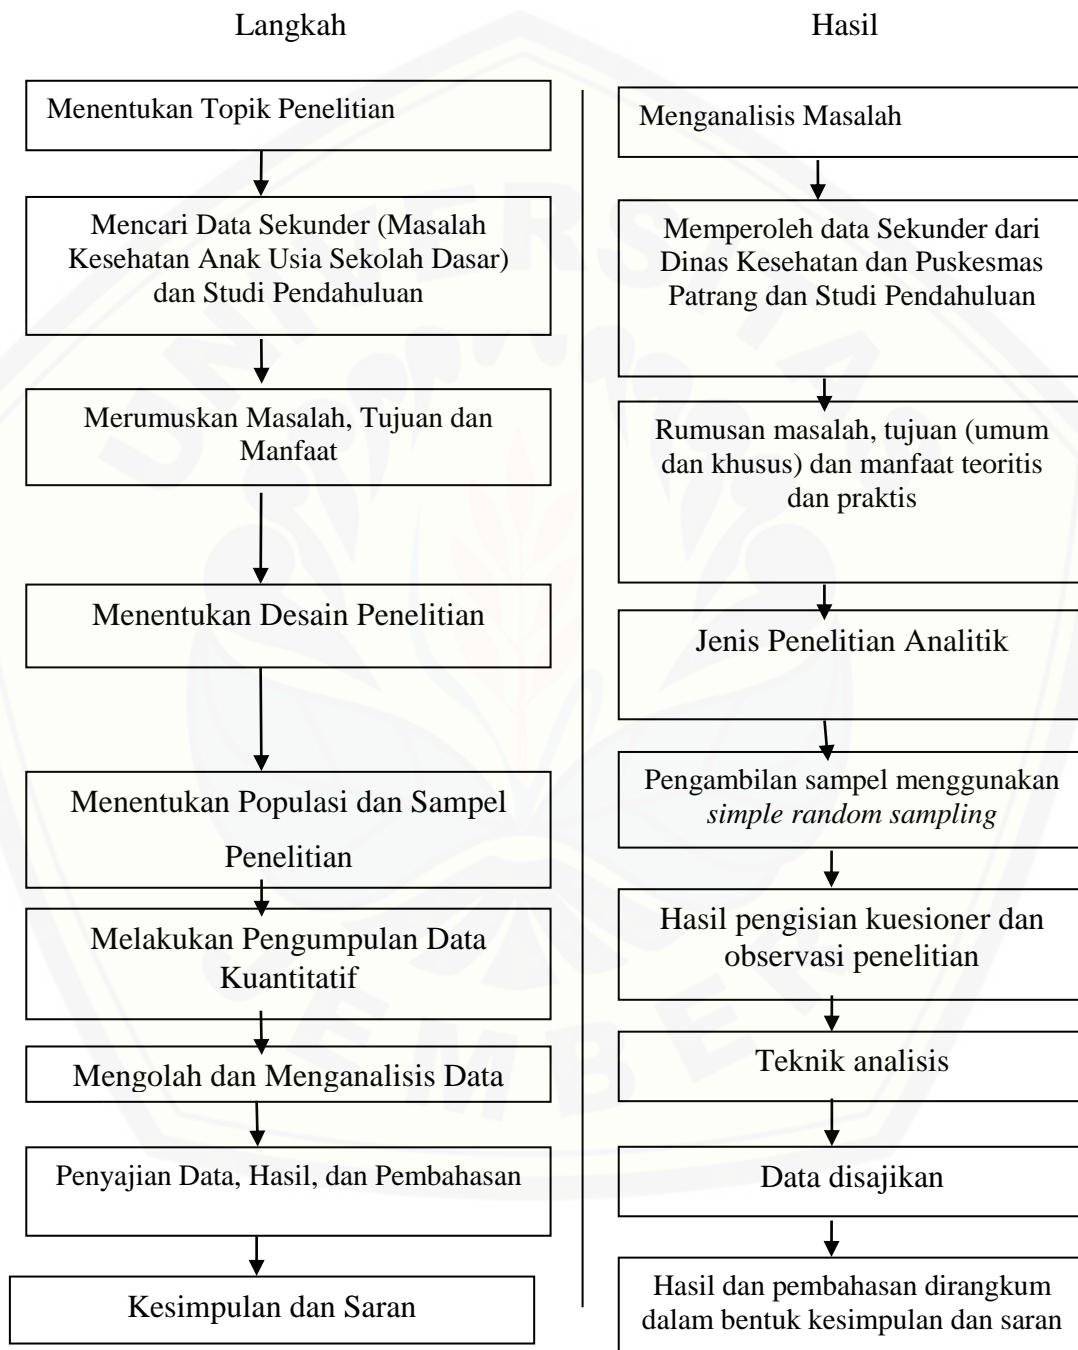 Langkah
Menentukan Topik Penelitian
Mencari Data Sekunder (Masalah
Kesehatan Anak Usia Sekolah Dasar)
dan Studi Pendahuluan
Merumuskan Masalah, Tujuan dan
Manfaat
Menentukan Desain Penelitian
Menentukan Populasi dan Sampel
Penelitian
Melakukan Pengumpulan Data
Kuantitatif
Mengolah dan Menganalisis Data
Penyajian Data, Hasil, dan Pembahasan
Kesimpulan dan Saran
Hasil
Menganalisis Masalah
Memperoleh data Sekunder dari
Dinas Kesehatan dan Puskesmas
Patrang dan Studi Pendahuluan
Rumusan masalah, tujuan (umum
dan khusus) dan manfaat teoritis
dan praktis
Jenis Penelitian Analitik
Pengambilan sampel menggunakan
simple random sampling
Hasil pengisian kuesioner dan
observasi penelitian
Teknik analisis
Data disajikan
Hasil dan pembahasan dirangkum
dalam bentuk kesimpulan dan saran
UNIVERSITAS
JEMBER